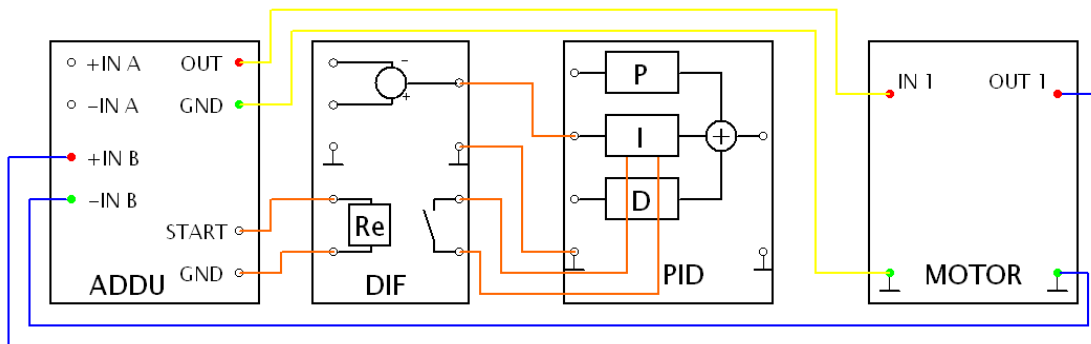 +IN A OUT
-IN A GND
+IN B
-IN B
START
GND
ADDU
-
+
Re
DIF
P
I
+
D
PID
IN 1 OUT 1
MOTOR